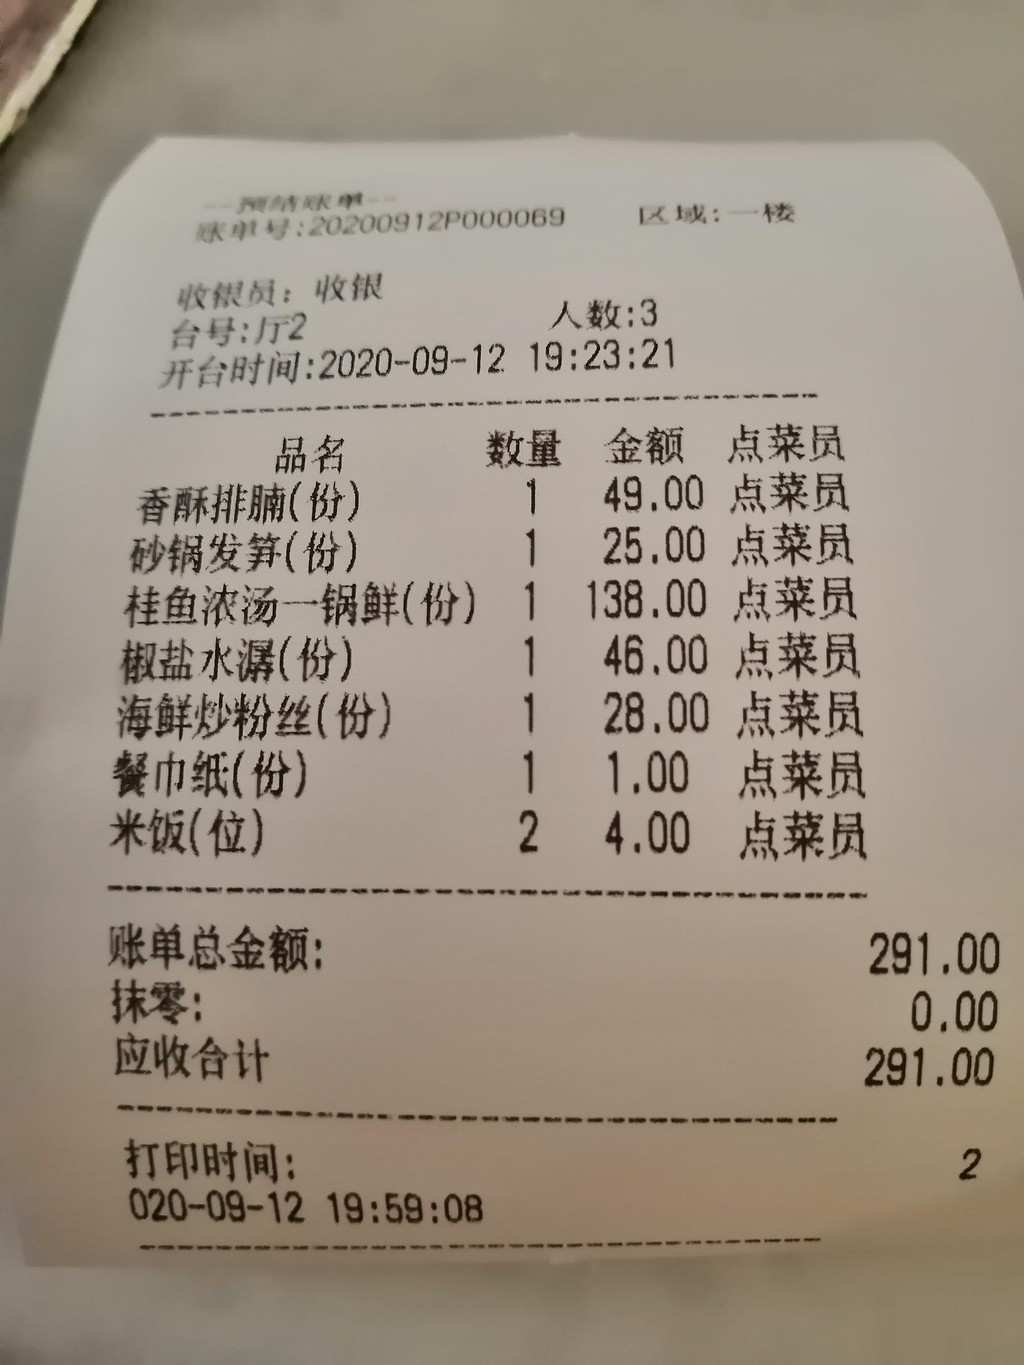 --预结账单--
账单号:20200912P000069 区域:一楼
收银员: 收银
台号:厅2 人数:3
开台时间:2020-09-12 19:23:21
品名 数量 金额 点菜员
香酥排腩(份) 1 49.00 点菜员
砂锅发笋(份) 1 25.00 点菜员
桂鱼浓汤一锅鲜(份) 1 138.00 点菜员
椒盐水潺(份) 1 46.00 点菜员
海鲜炒粉丝(份) 1 28.00 点菜员
餐巾纸(份) 1 1.00 点菜员
米饭(位) 2 4.00 点菜员
账单总金额: 291.00
抹零: 0.00
应收合计 291.00
打印时间: 2
020-09-12 19:59:08